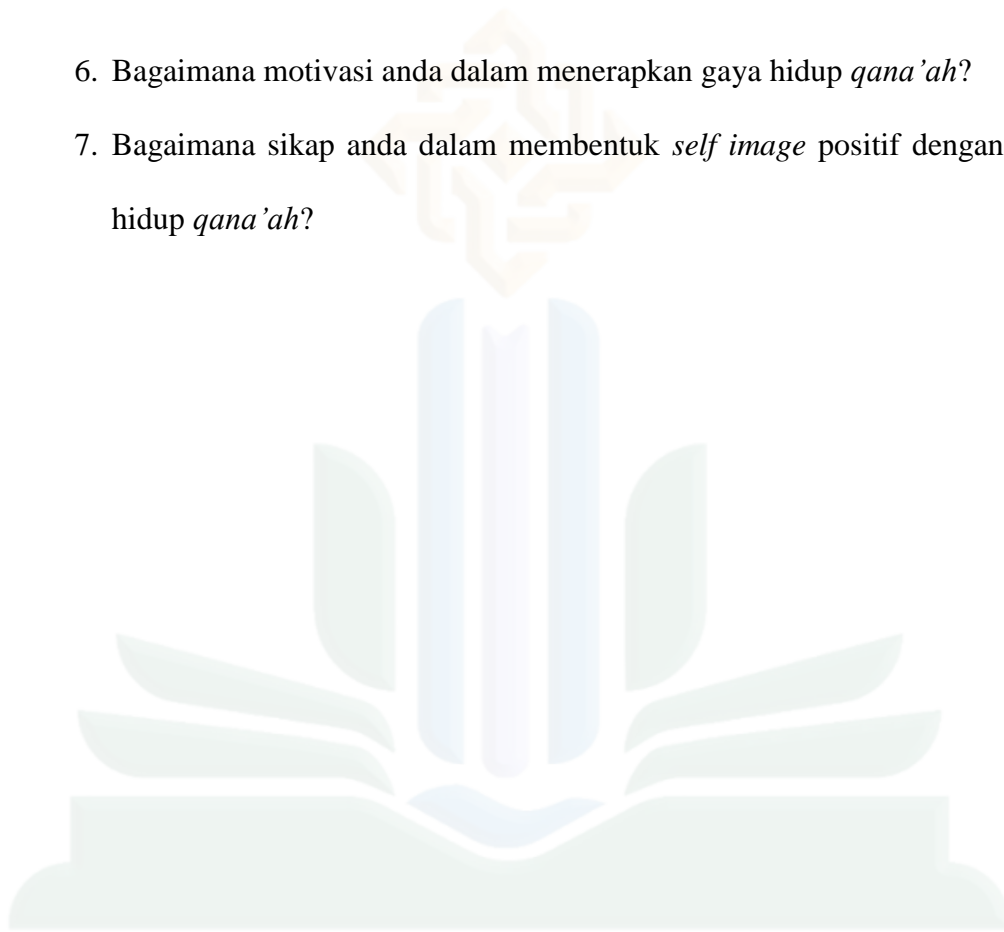 6. Bagaimana motivasi anda dalam menerapkan gaya hidup qana’ah?
7. Bagaimana sikap anda dalam membentuk self image positif dengan
hidup qana’ah?